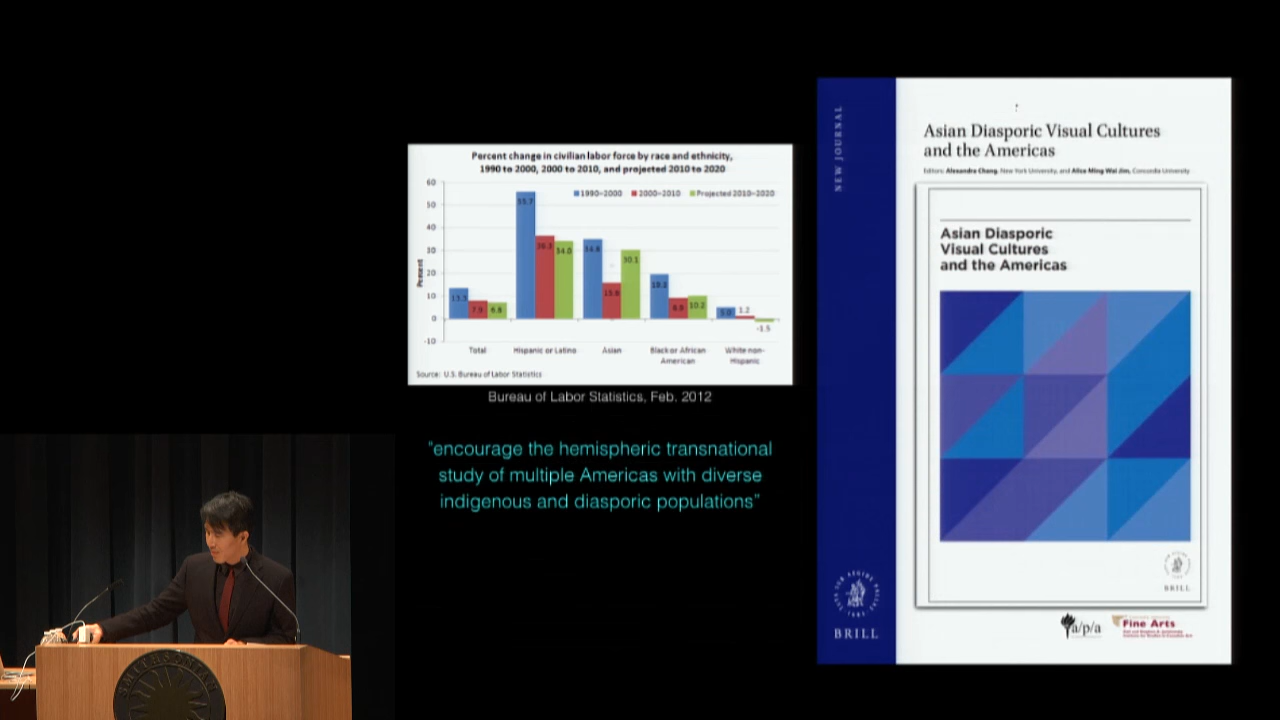 Percent change in civilian labor force by race and ethnicity,
1990 to 2000, 2000 to 2010, and projected 2010 to 2020
1990–2000 2000–2010 Projected 2010–2020
Percent
60
50
40
30
20
10
0
-10
13.1
7.9
6.8
55.7
36.3
34.0
34.8
15.8
30.1
19.3
8.9
10.2
5.0
1.2
-1.5
Total
Hispanic or Latino
Asian
Black or African
American
White non-
Hispanic
Source: U.S. Bureau of Labor Statistics
Bureau of Labor Statistics, Feb. 2012
"encourage the hemispheric transnational
study of multiple Americas with diverse
indigenous and diasporic populations"
NEW JOURNAL
BRILL
Asian Diasporic Visual Cultures
and the Americas
Editors: Alexandra Chang, New York University, and Alice Ming Wai Jim, Concordia University
Asian Diasporic
Visual Cultures
and the Americas
BRILL
a/p/a
Fine Arts
SMITHSONIAN